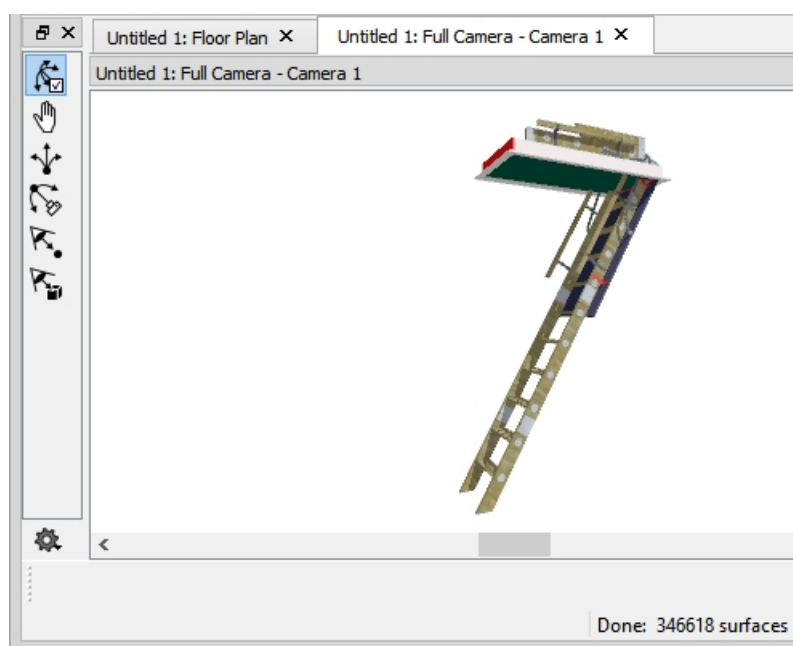 Untitled 1: Floor Plan
Untitled 1: Full Camera - Camera 1
Untitled 1: Full Camera - Camera 1
Done: 346618 surfaces